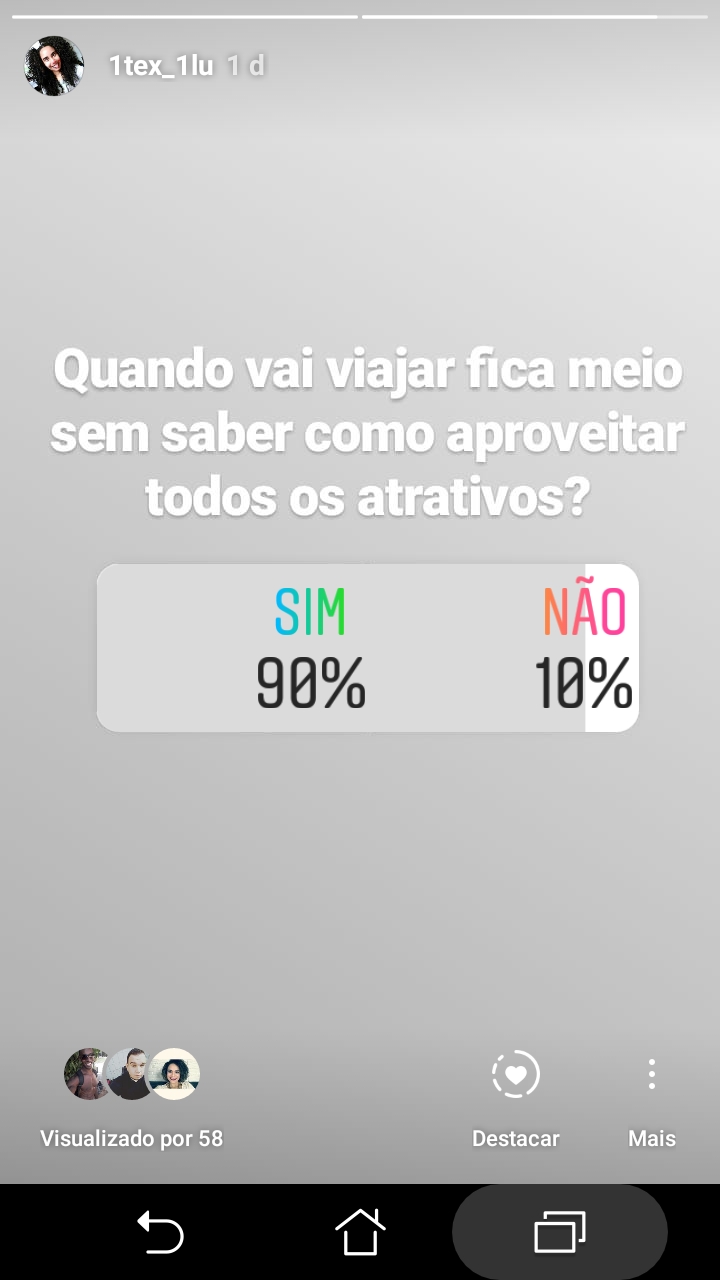 1tex_1lu 1 d
Quando vai viajar fica meio
sem saber como aproveitar
todos os atrativos?
SIM NÃO
90% 10%
Visualizado por 58 Destacar Mais